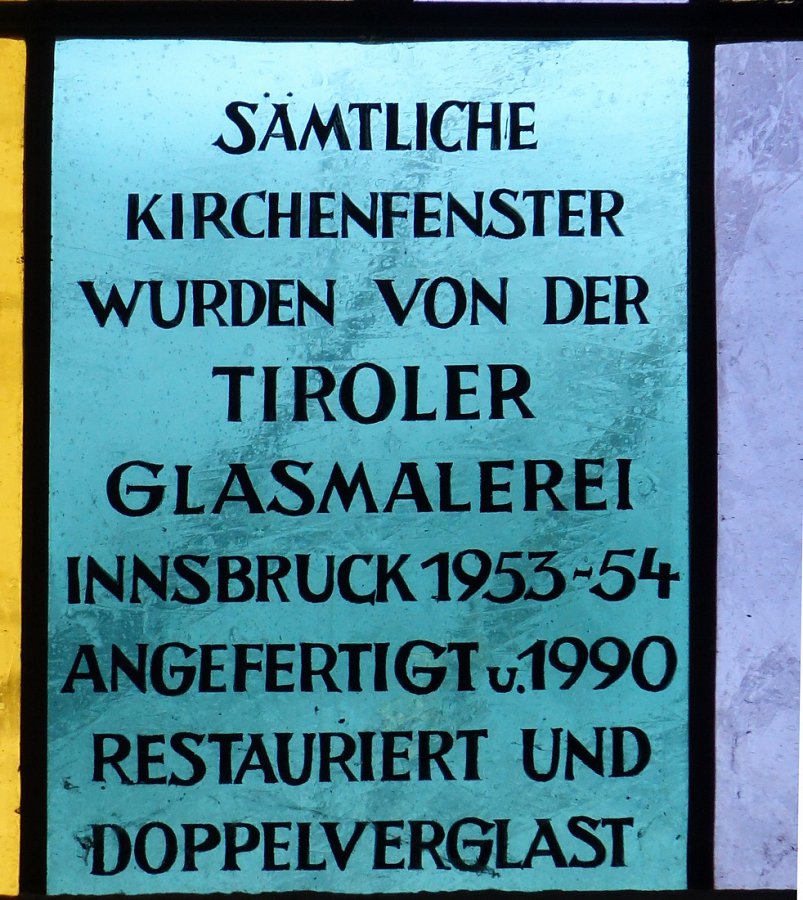 SÄMTLICHE
KIRCHENFENSTER
WURDEN VON DER
TIROLER
GLASMALEREI
INNSBRUCK 1953-54
ANGEFERTIGT u. 1990
RESTAURIERT UND
DOPPELVERGLAST